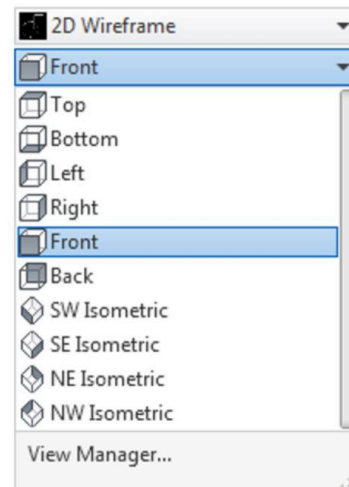 2D Wireframe
Front
Top
Bottom
Left
Right
Front
Back
SW Isometric
SE Isometric
NE Isometric
NW Isometric
View Manager...